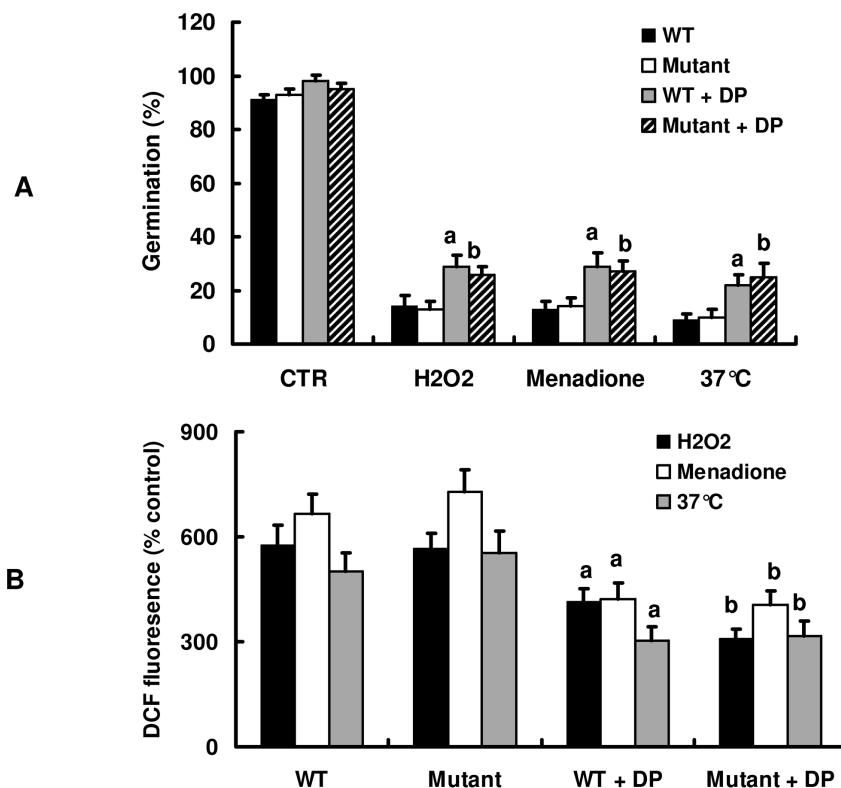 A
Germination (%)
120
100
80
60
40
20
0
WT
Mutant
WT + DP
Mutant + DP
a
b
a
b
a
b
CTR
H2O2
Menadione
37°C
B
DCF fluoresence (% control)
900
600
300
0
H2O2
Menadione
37°C
a
a
a
b
b
b
WT
Mutant
WT + DP
Mutant + DP